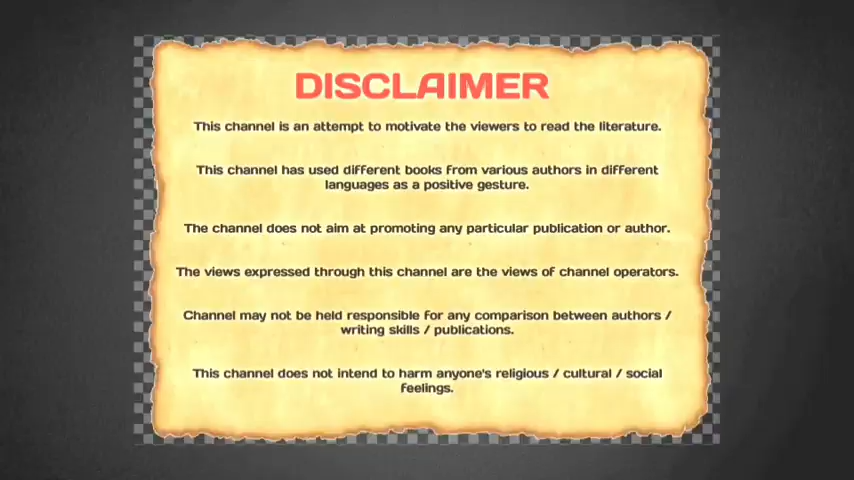 DISCLAIMER
This channel is an attempt to motivate the viewers to read the literature.
This channel has used different books from various authors in different
languages as a positive gesture.
The channel does not aim at promoting any particular publication or author.
The views expressed through this channel are the views of channel operators.
Channel may not be held responsible for any comparison between authors /
writing skills / publications.
This channel does not intend to harm anyone's religious / cultural / social
feelings.